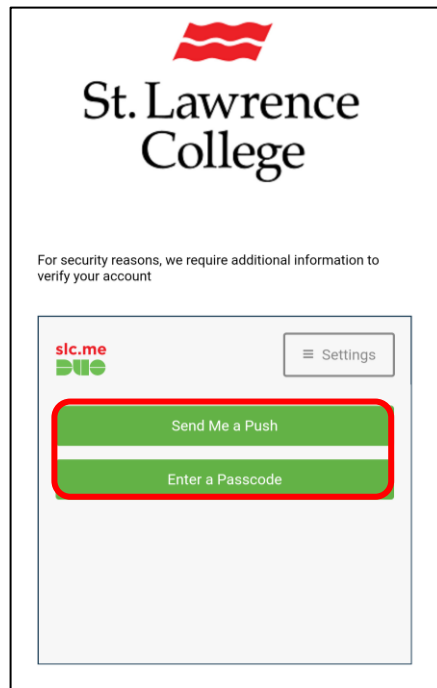 St. Lawrence
College
For security reasons, we require additional information to
verify your account
slc.me
DUO
≡ Settings
Send Me a Push
Enter a Passcode